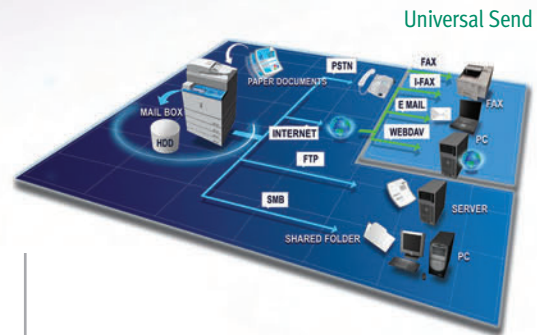 Universal Send
PSTN
PAPER DOCUMENTS
FAX
I-FAX
FAX
E MAIL
MAIL BOX
PC
INTERNET
WEBDAV
HDD
FTP
SERVER
SMB
SHARED FOLDER
PC